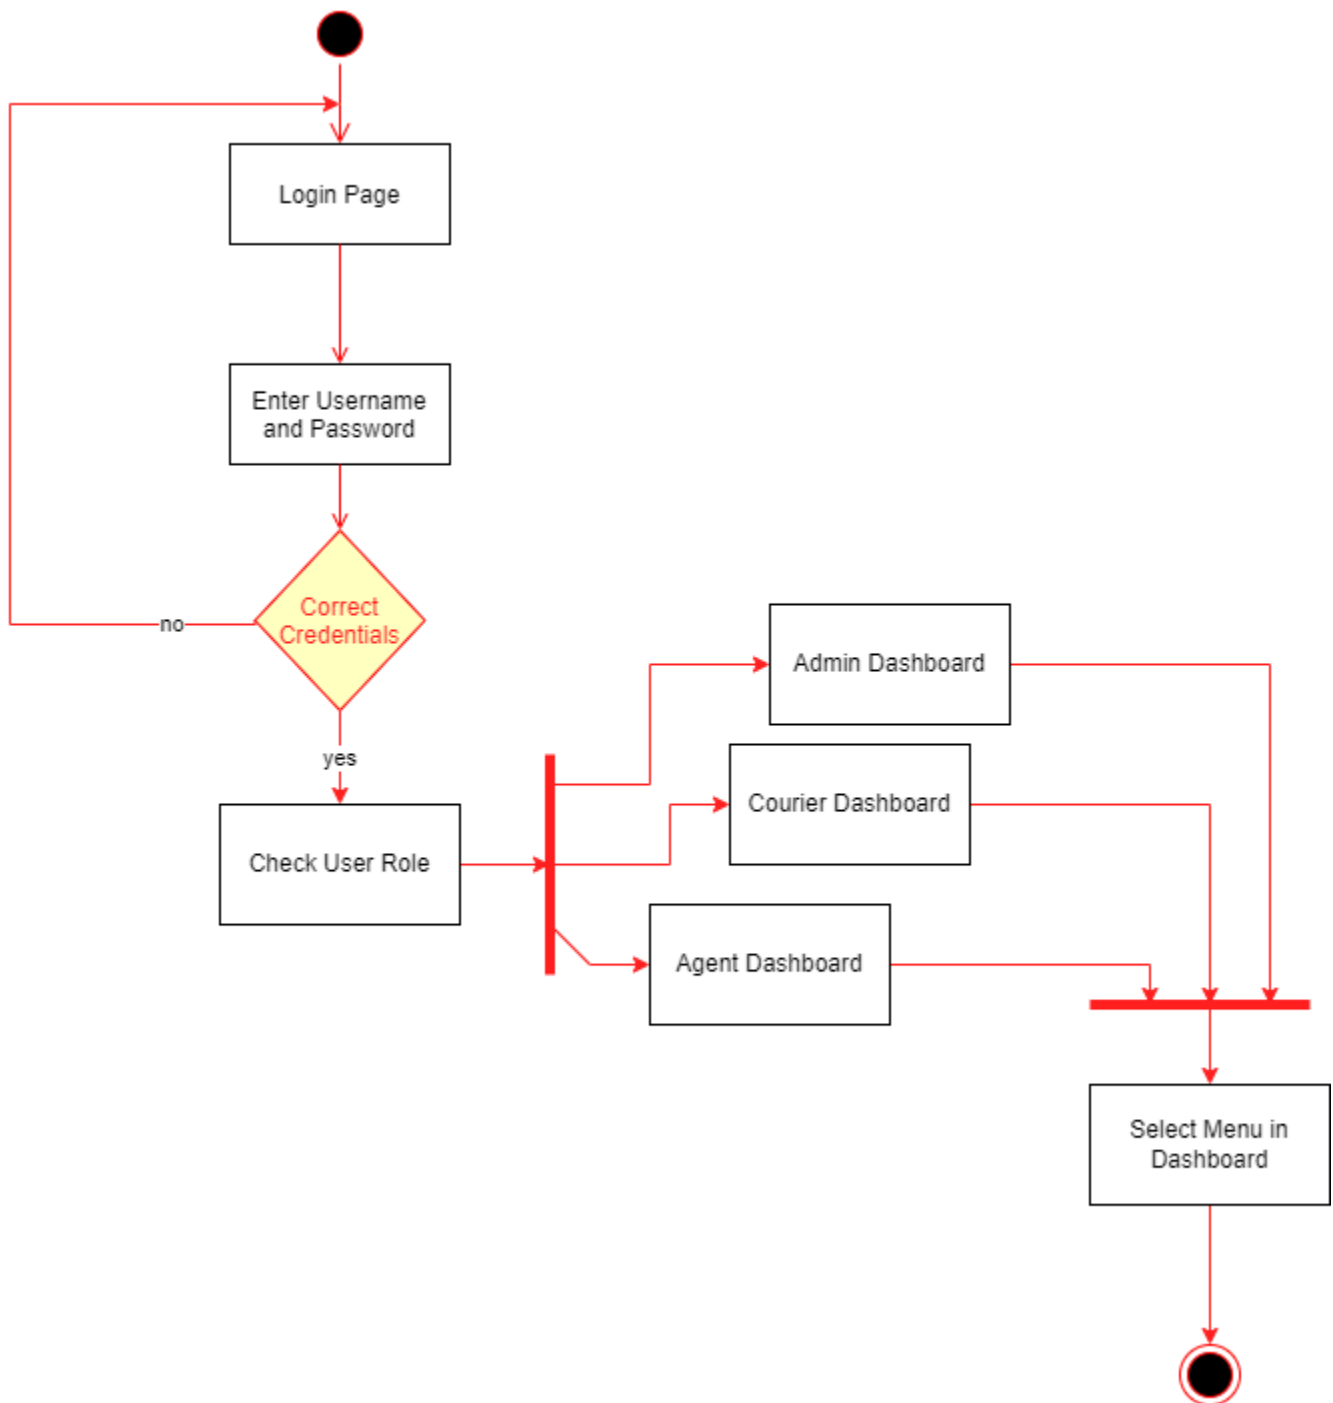 Login Page
Enter Username
and Password
Correct
Credentials
no
yes
Check User Role
Admin Dashboard
Courier Dashboard
Agent Dashboard
Select Menu in
Dashboard